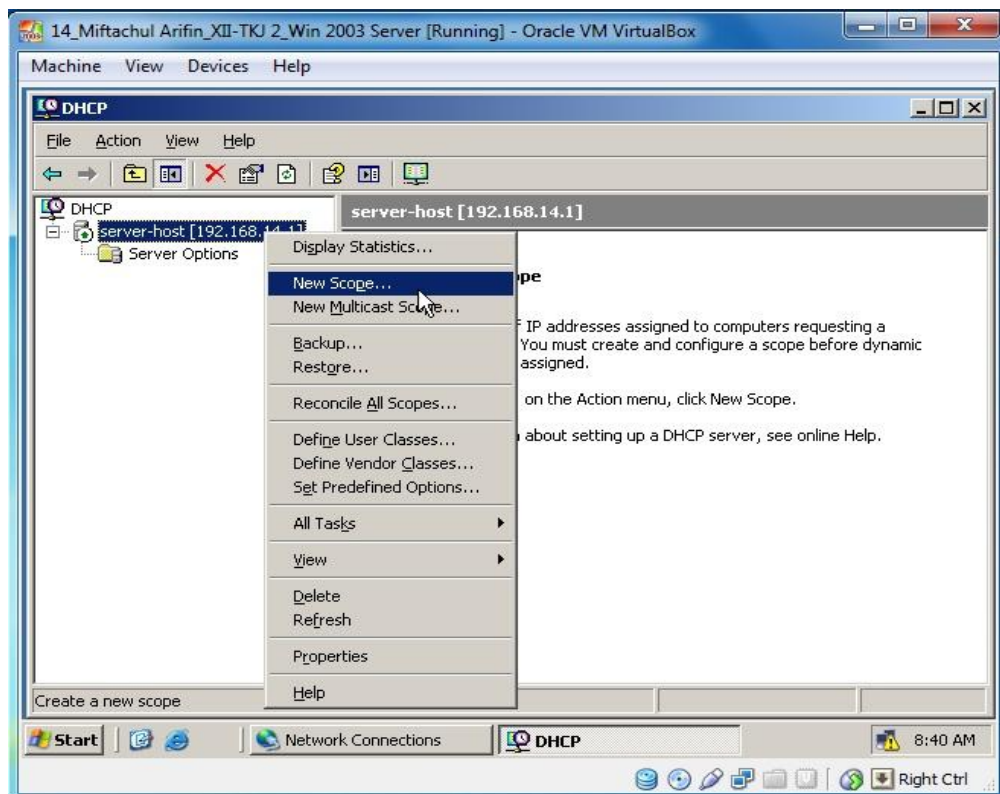 14_Miftachul Arifin_XII-TKJ 2_Win 2003 Server [Running] - Oracle VM VirtualBox
Machine View Devices Help
DHCP
File Action View Help
DHCP
server-host [192.168.14.1]
Server Options
server-host [192.168.14.1]
Display Statistics...
New Scope...
New Multicast Scope...
Backup...
Restore...
Reconcile All Scopes...
Define User Classes...
Define Vendor Classes...
Set Predefined Options...
All Tasks
View
Delete
Refresh
Properties
Help
IP addresses assigned to computers requesting a
You must create and configure a scope before dynamic
assigned.
on the Action menu, click New Scope.
about setting up a DHCP server, see online Help.
Create a new scope
Start Network Connections DHCP 8:40 AM
Right Ctrl